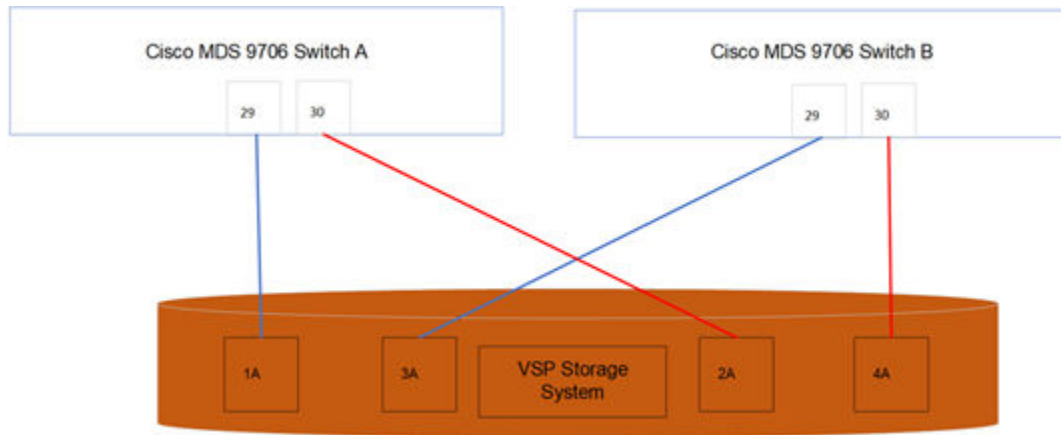 Cisco MDS 9706 Switch A
29
30
Cisco MDS 9706 Switch B
29
30
1A
3A
VSP Storage
System
2A
4A